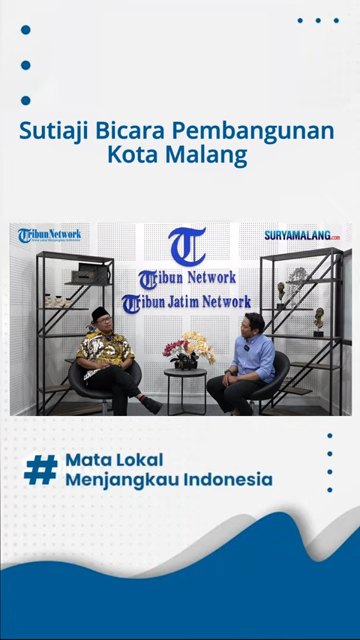 Sutiaji Bicara Pembangunan
Kota Malang
Tribun Network
SURYAMALANG.com
T
Tribun Network
Tribun Jatim Network
# Mata Lokal
Menjangkau Indonesia